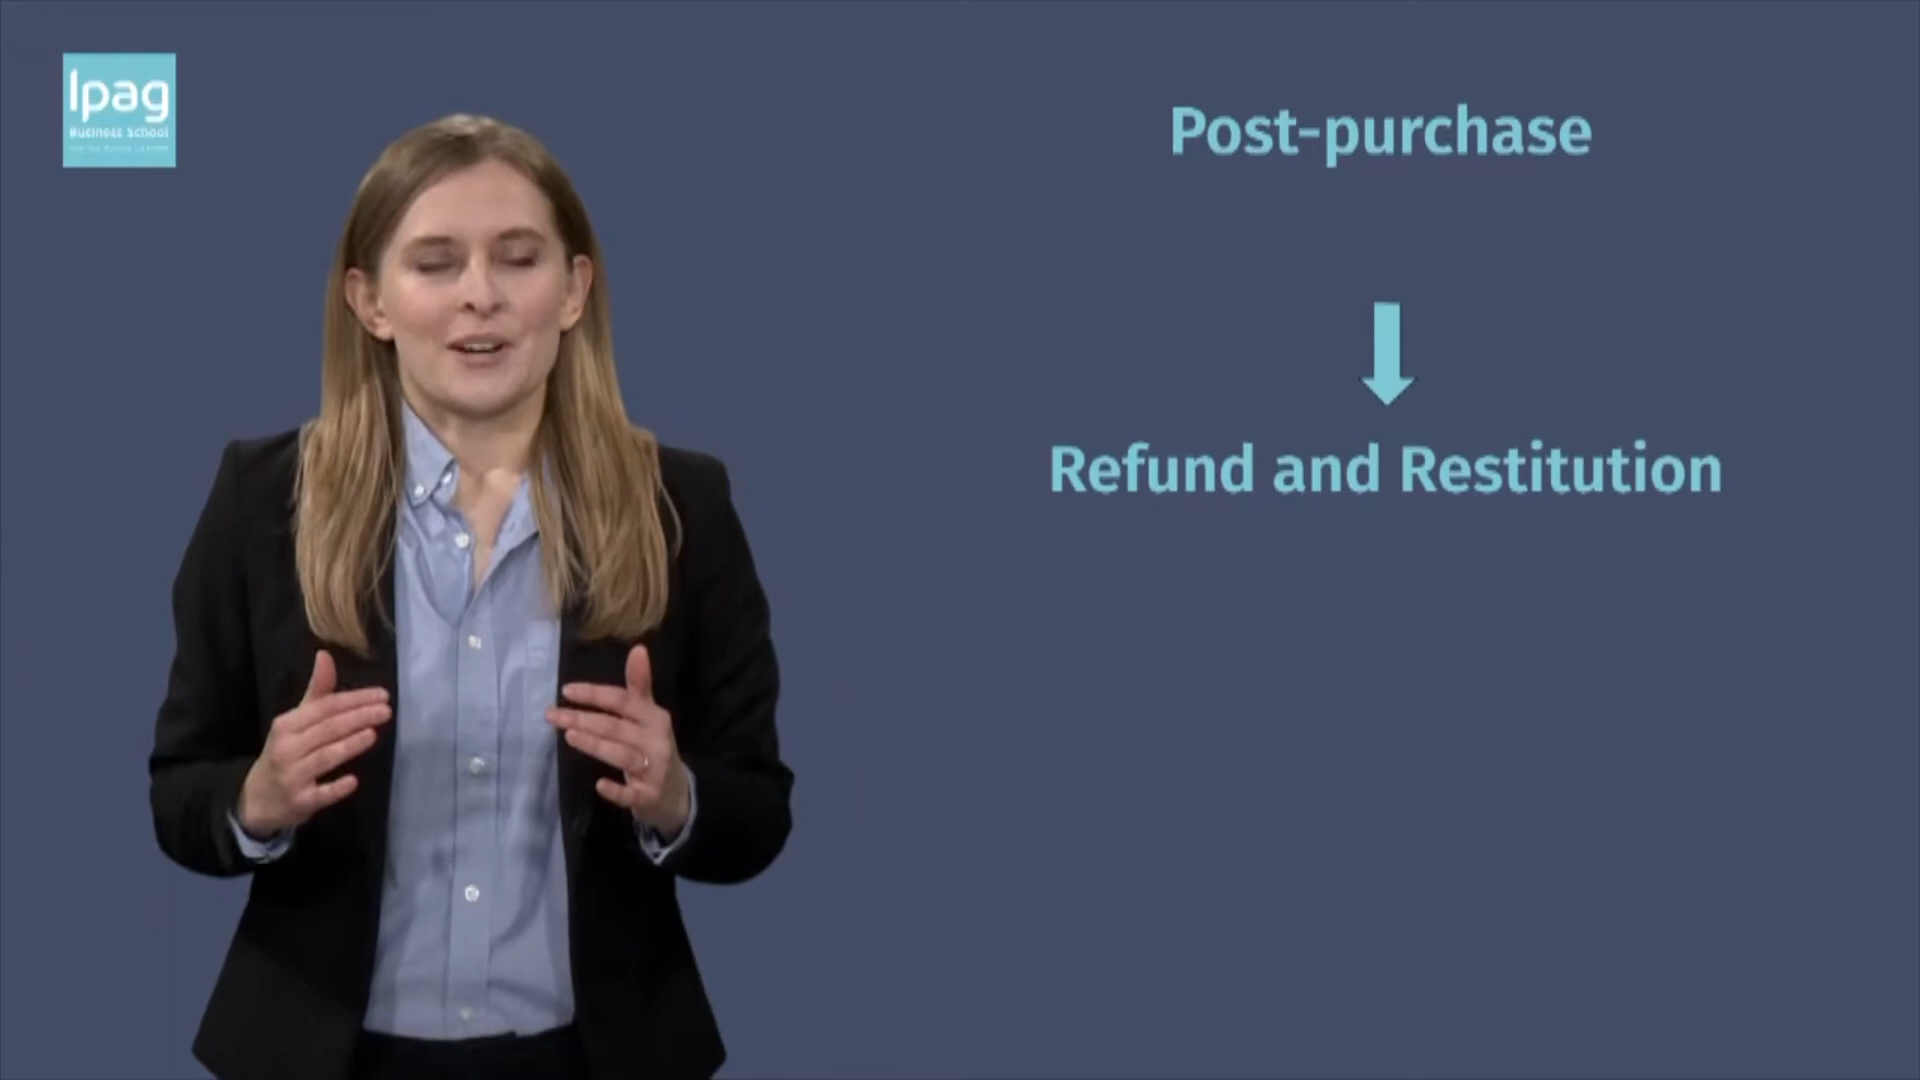 Ipag
Business School
Post-purchase
Refund and Restitution